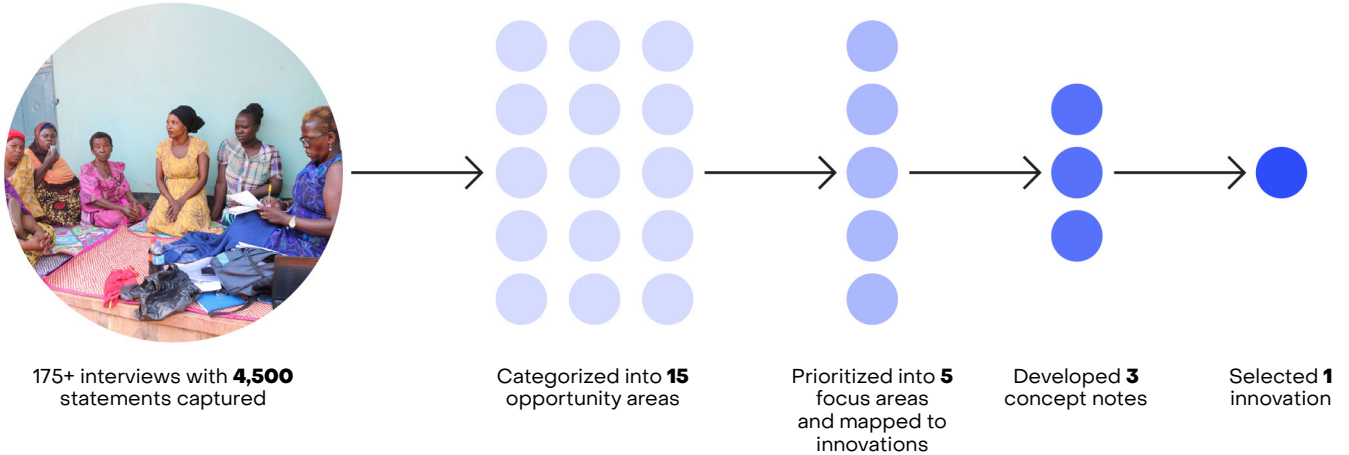 175+ interviews with 4,500
statements captured
Categorized into 15
opportunity areas
Prioritized into 5
focus areas
and mapped to
innovations
Developed 3
concept notes
Selected 1
innovation